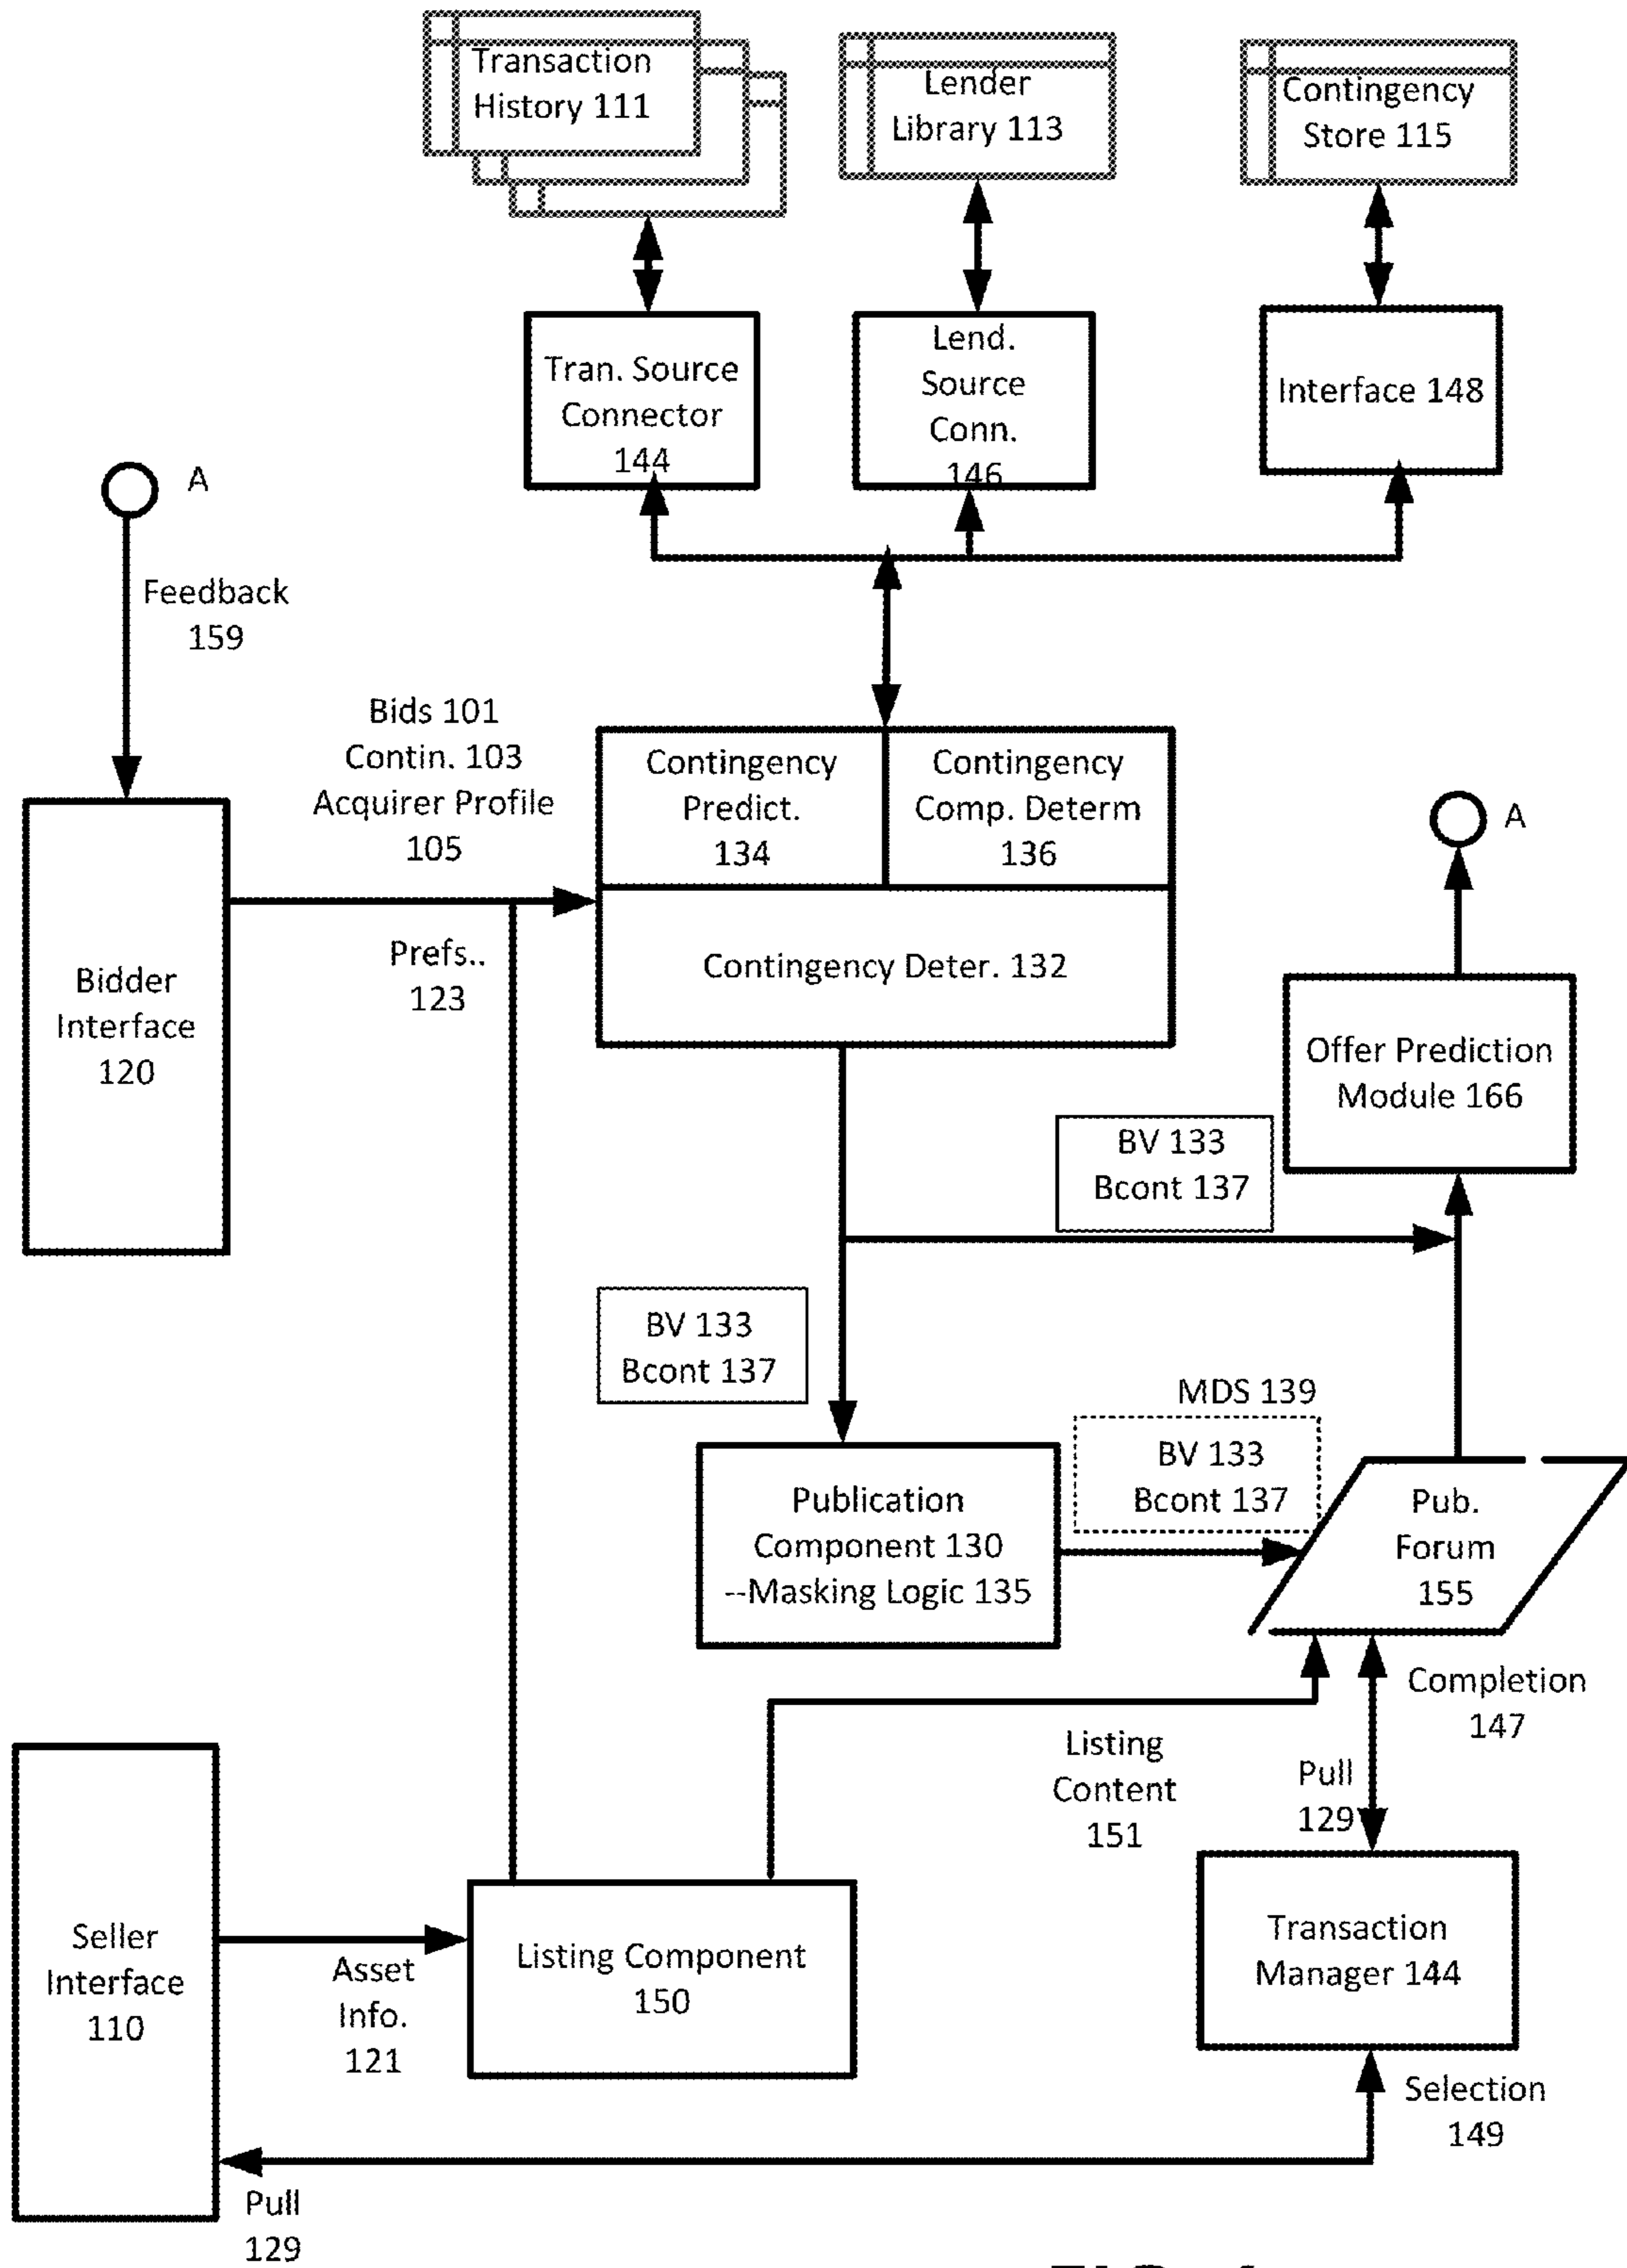 Transaction
History 111
Lender
Library 113
Contingency
Store 115
Tran. Source
Connector
144
Lend.
Source
Conn.
146
Interface 148
A
Feedback
159
Bids 101
Contin. 103
Acquirer Profile
105
Prefs..
123
Contingency
Predict.
134
Contingency
Comp. Determ
136
Contingency Deter. 132
A
Bidder
Interface
120
Offer Prediction
Module 166
BV 133
Bcont 137
BV 133
Bcont 137
MDS 139
BV 133
Bcont 137
Publication
Component 130
--Masking Logic 135
Pub.
Forum
155
Completion
147
Listing
Content
151
Pull
129
Seller
Interface
110
Asset
Info.
121
Listing Component
150
Transaction
Manager 144
Selection
149
Pull
129